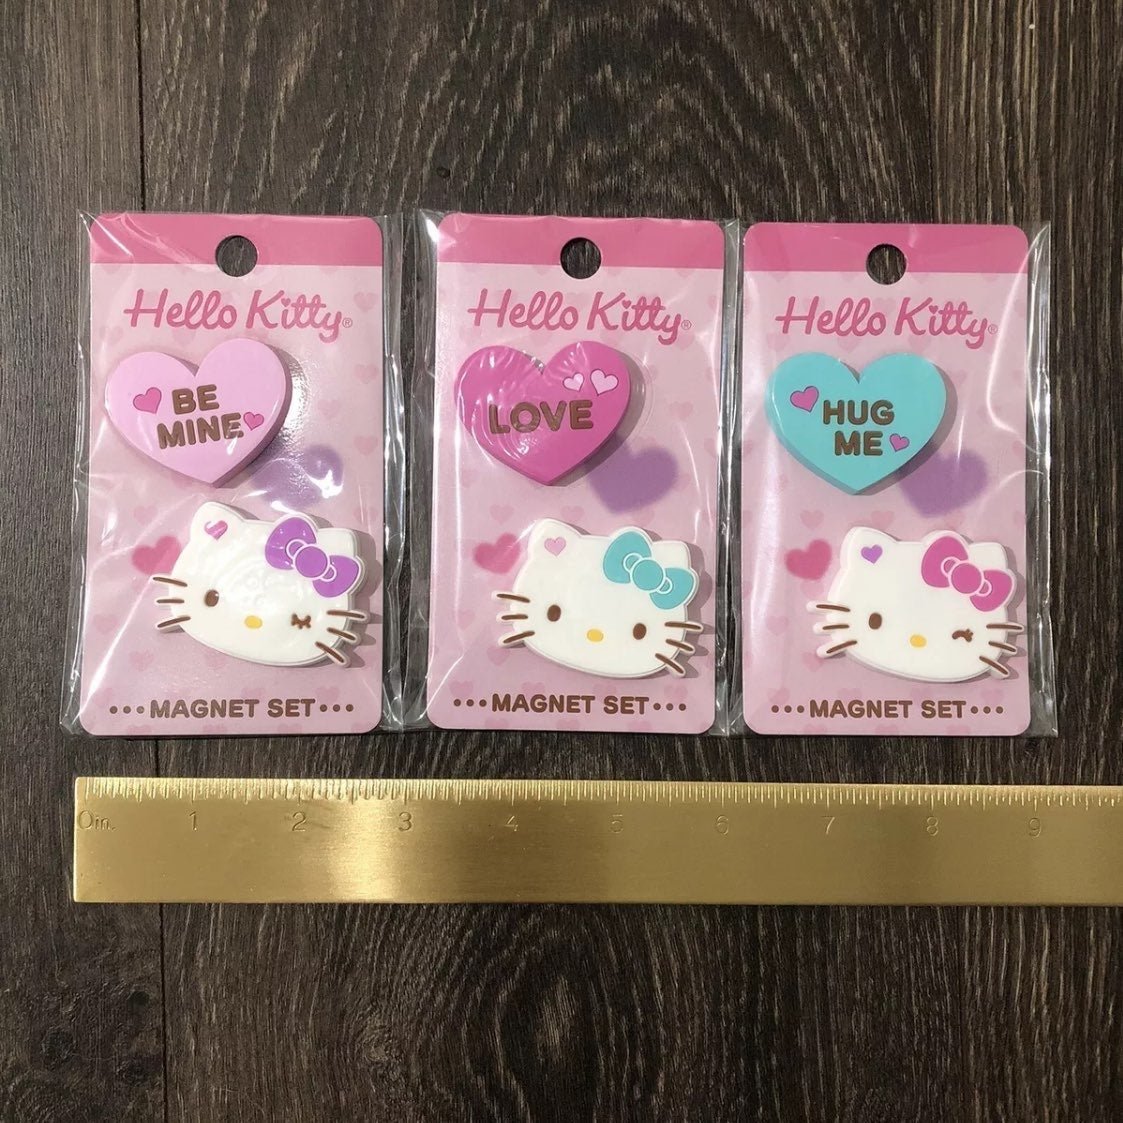 Hello Kitty®
BE
MINE
MAGNET SET
Hello Kitty®
LOVE
MAGNET SET
Hello Kitty®
HUG
ME
MAGNET SET
0in. 1 2 3 4 5 6 7 8 9